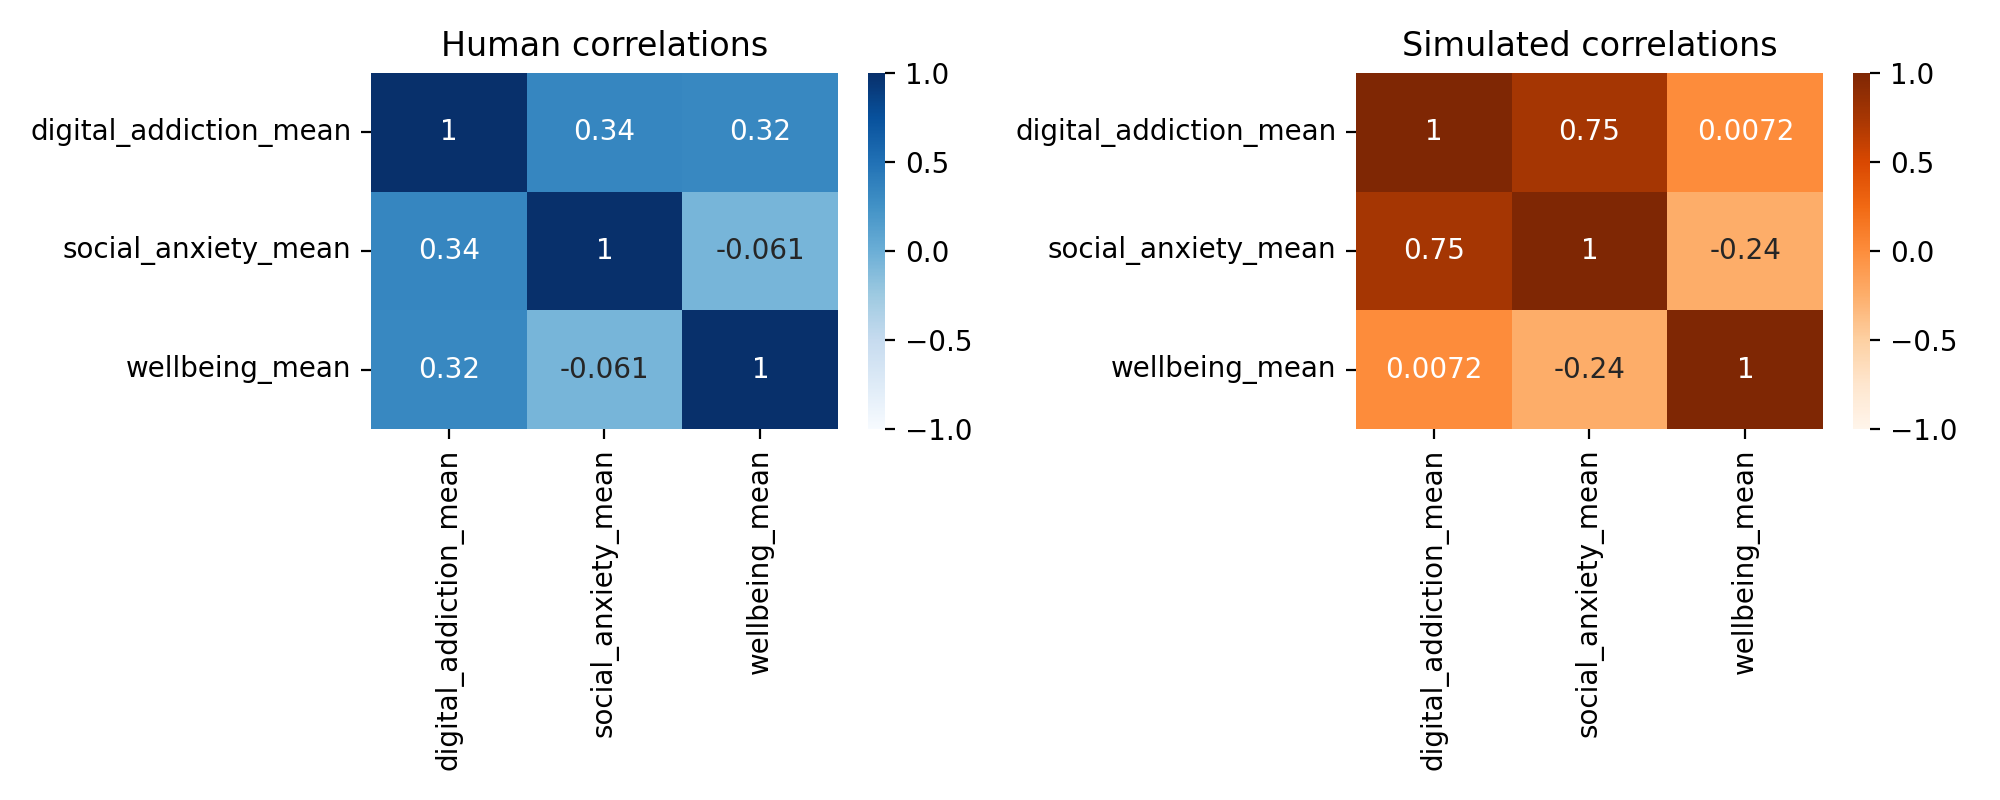 Human correlations
digital_addiction_mean 1 0.34 0.32
social_anxiety_mean 0.34 1 -0.061
wellbeing_mean 0.32 -0.061 1
digital_addiction_mean
social_anxiety_mean
wellbeing_mean
1.0
0.5
0.0
−0.5
−1.0
Simulated correlations
digital_addiction_mean 1 0.75 0.0072
social_anxiety_mean 0.75 1 -0.24
wellbeing_mean 0.0072 -0.24 1
digital_addiction_mean
social_anxiety_mean
wellbeing_mean
1.0
0.5
0.0
−0.5
−1.0